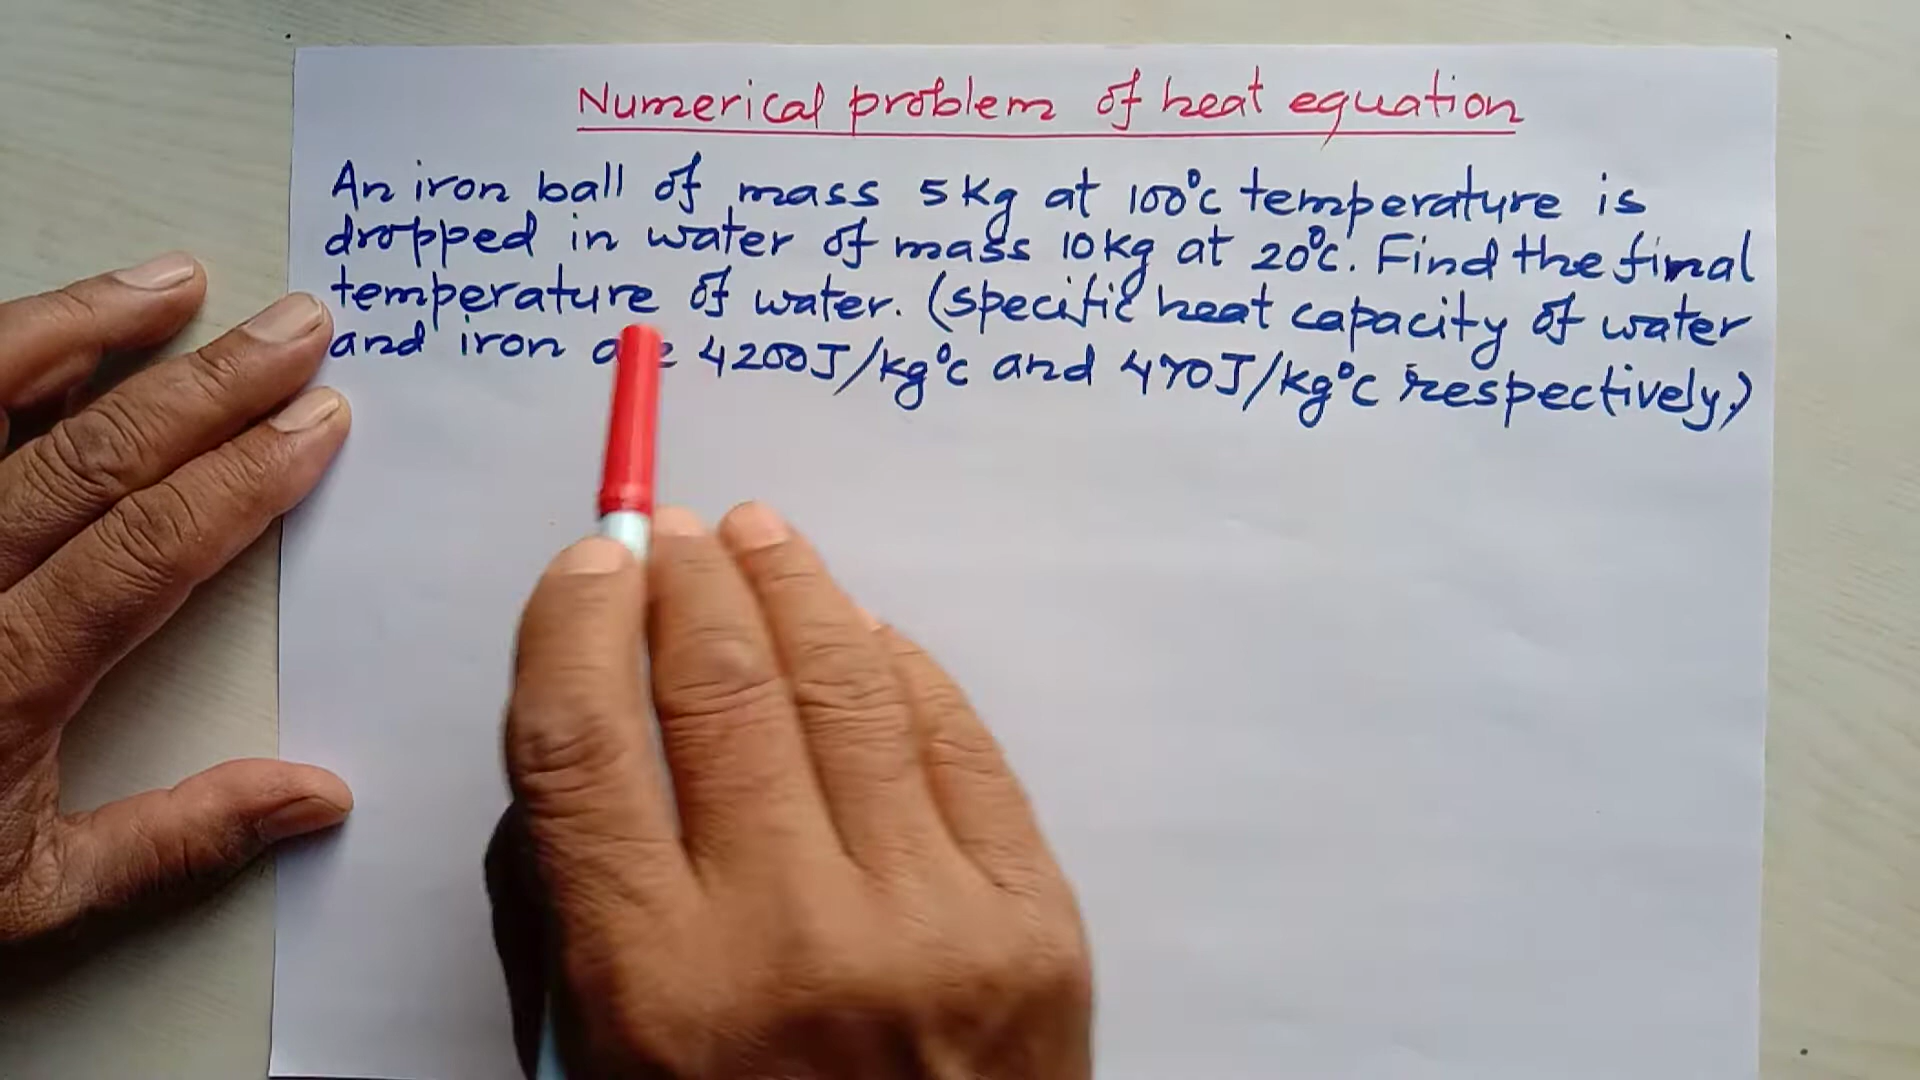 Numerical problem of heat equation
An iron ball of mass 5kg at 100°c temperature is
dropped in water of mass 10kg at 20°c. Find the final
temperature of water. (specific heat capacity of water
and iron are 4200J/kg°c and 470J/kg°c respectively.)